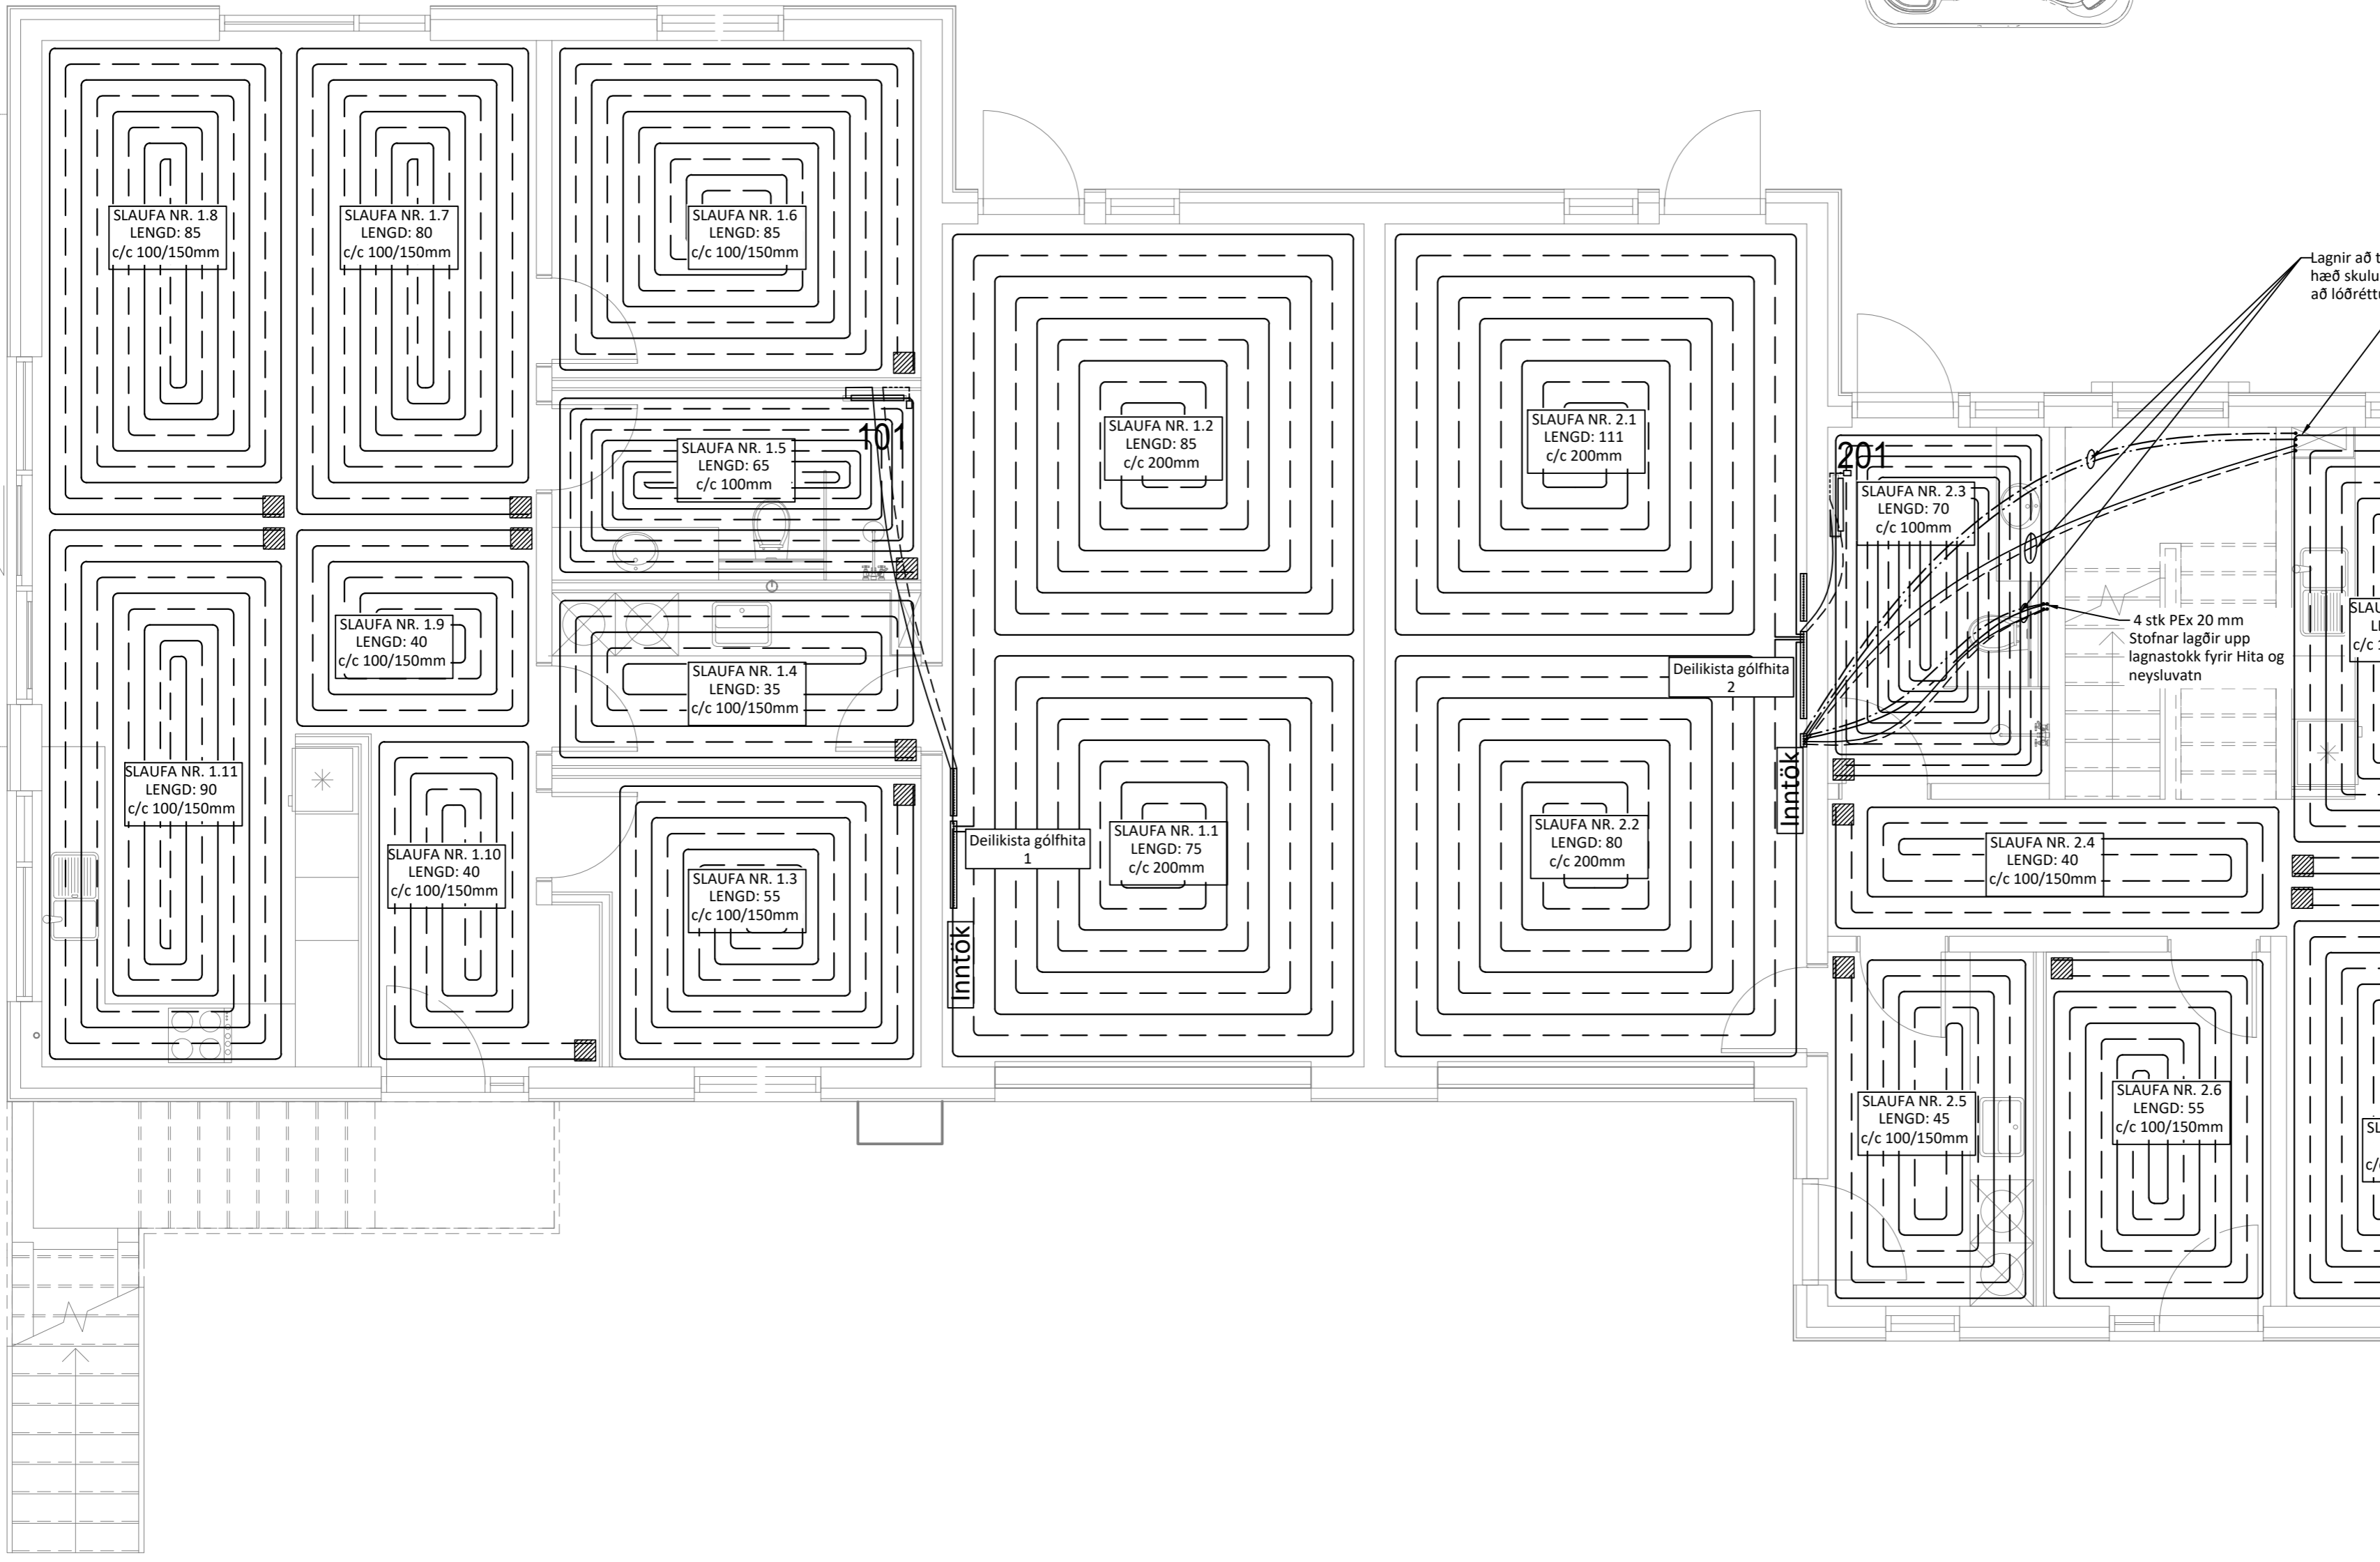 SLAUFA NR. 1.8
LENGD: 85
c/c 100/150mm
SLAUFA NR. 1.7
LENGD: 80
c/c 100/150mm
SLAUFA NR. 1.6
LENGD: 85
c/c 100/150mm
SLAUFA NR. 1.5
LENGD: 65
c/c 100mm
101
SLAUFA NR. 1.2
LENGD: 85
c/c 200mm
SLAUFA NR. 2.1
LENGD: 111
c/c 200mm
201
SLAUFA NR. 2.3
LENGD: 70
c/c 100mm
Lagnir að
hæð skulu
að
4 stk PEx 20 mm
Stofnar lagðir upp
lagnastokk fyrir Hita og
neysluvatn
SLAUFA NR. 1.9
LENGD: 40
c/c 100/150mm
SLAUFA NR. 1.4
LENGD: 35
c/c 100/150mm
Deilikista gólfhita
2
Inntök
SLAUFA NR. 1.11
LENGD: 90
c/c 100/150mm
SLAUFA NR. 1.10
LENGD: 40
c/c 100/150mm
SLAUFA NR. 1.3
LENGD: 55
c/c 100/150mm
Deilikista gólfhita
1
Inntök
SLAUFA NR. 1.1
LENGD: 75
c/c 200mm
SLAUFA NR. 2.2
LENGD: 80
c/c 200mm
SLAUFA NR. 2.4
LENGD: 40
c/c 100/150mm
SLAUFA NR. 2.5
LENGD: 45
c/c 100/150mm
SLAUFA NR. 2.6
LENGD: 55
c/c 100/150mm